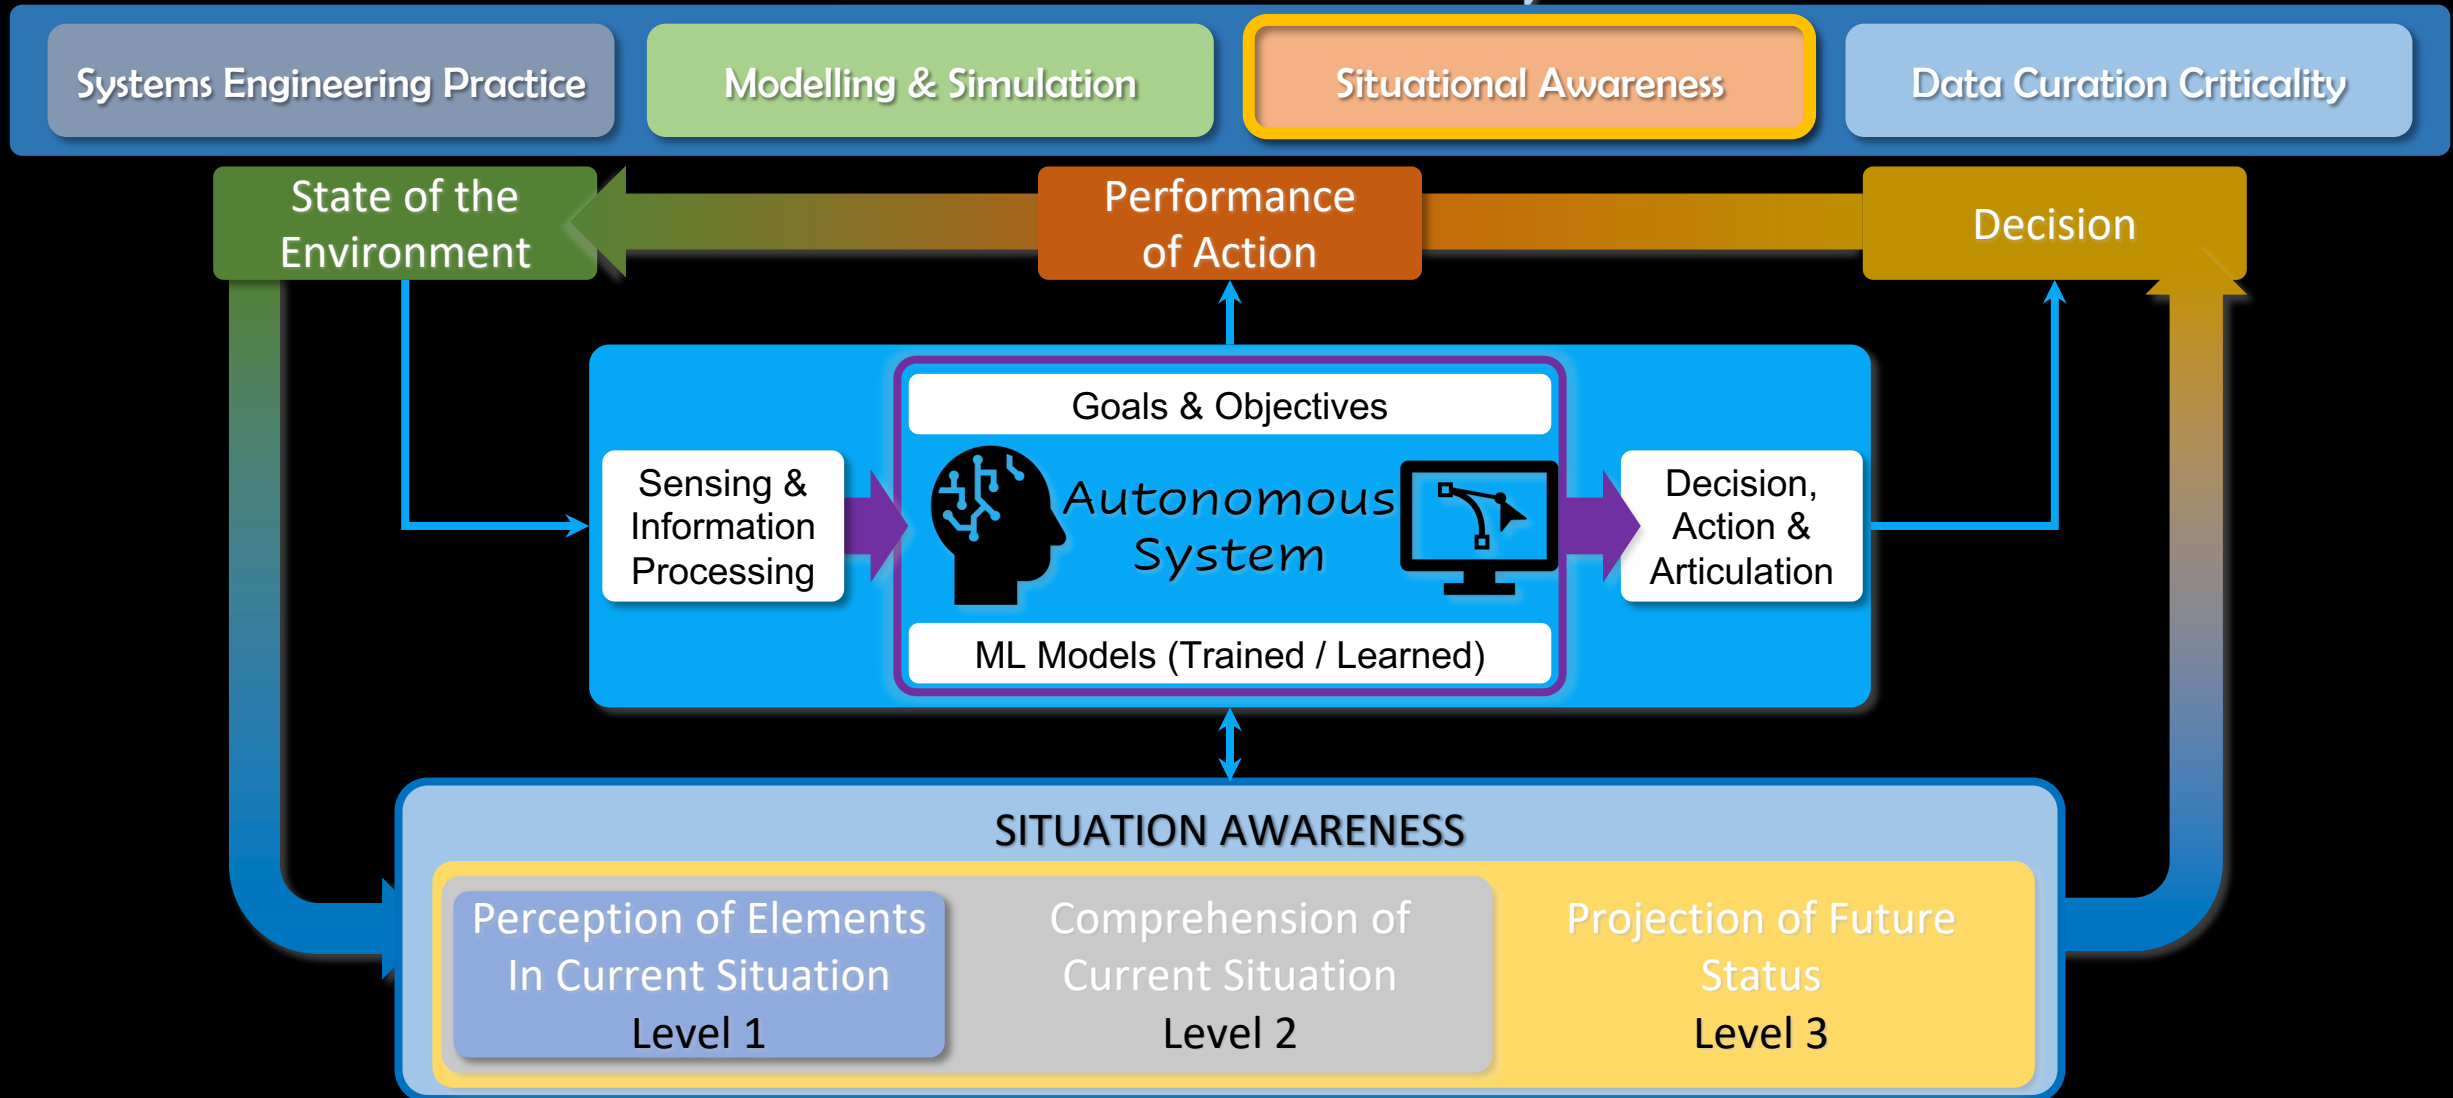 Systems Engineering Practice
Modelling & Simulation
Situational Awareness
Data Curation Criticality
State of the
Environment
Performance
of Action
Decision
Goals & Objectives
Sensing &
Information
Processing
Autonomous
System
Decision,
Action &
Articulation
ML Models (Trained / Learned)
SITUATION AWARENESS
Perception of Elements
In Current Situation
Level 1
Comprehension of
Current Situation
Level 2
Projection of Future
Status
Level 3